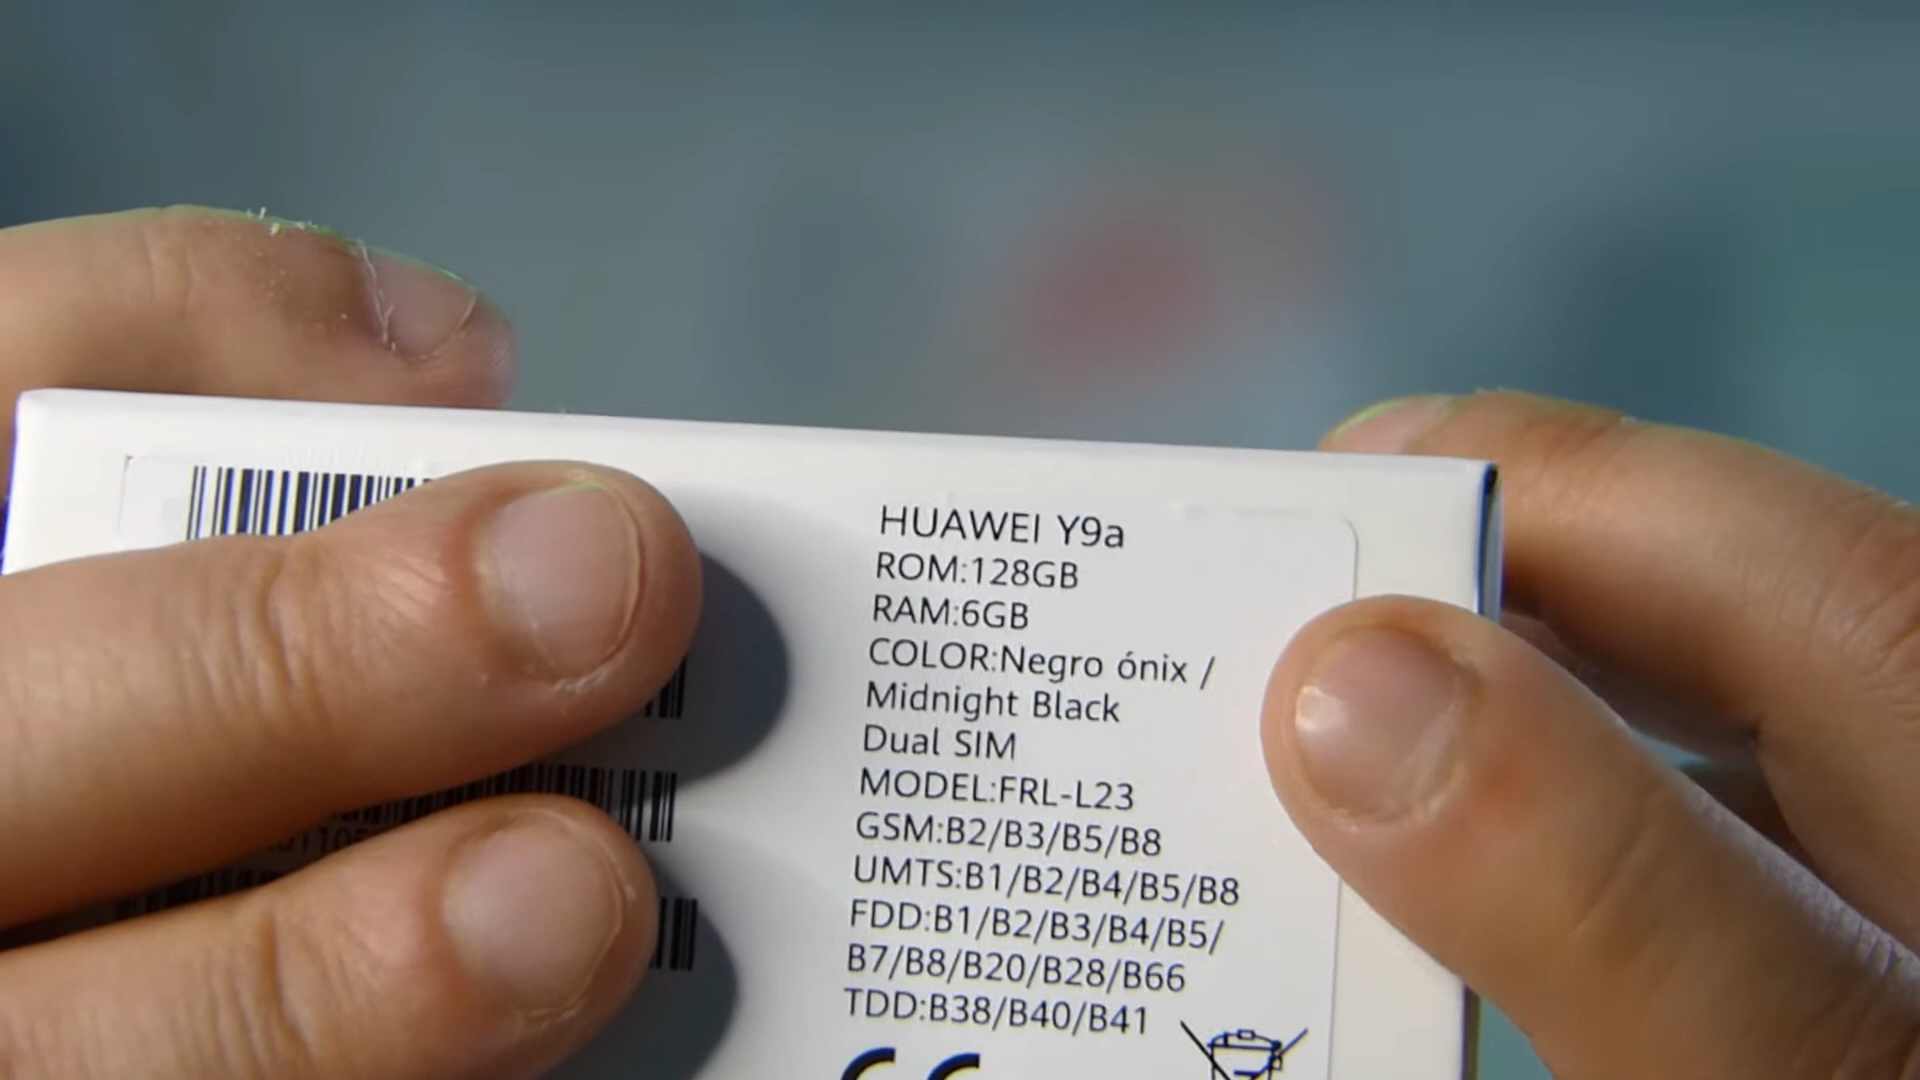 HUAWEI Y9a
ROM:128GB
RAM:6GB
COLOR:Negro ónix /
Midnight Black
Dual SIM
MODEL:FRL-L23
GSM:B2/B3/B5/B8
UMTS:B1/B2/B4/B5/B8
FDD:B1/B2/B3/B4/B5/
B7/B8/B20/B28/B66
TDD:B38/B40/B41
CE